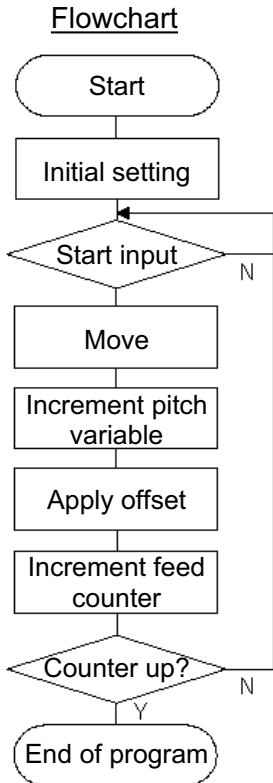 Flowchart
Start
Initial setting
Start input
N
Move
Increment pitch
variable
Apply offset
Increment feed
counter
Counter up?
N
Y
End of program